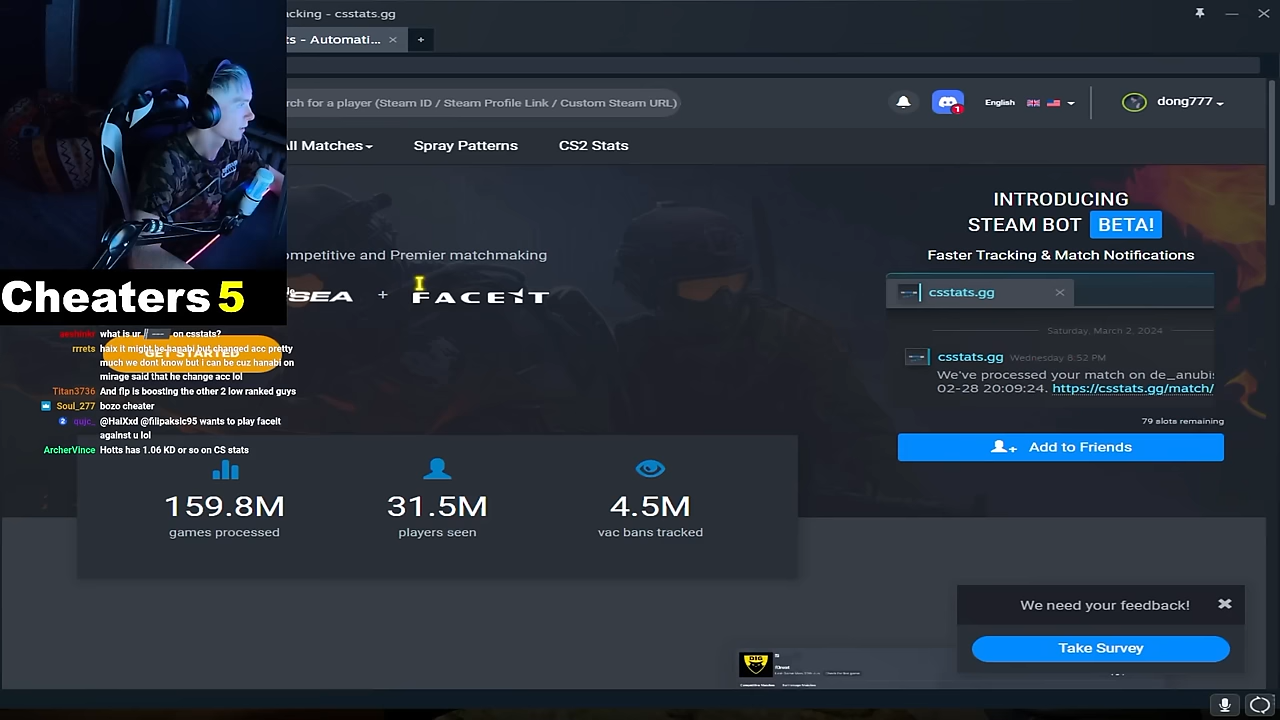 acking - csstats.gg
ts - Automati...
rch for a player (Steam ID / Steam Profile Link / Custom Steam URL)
English
dong777
All Matches
Spray Patterns
CS2 Stats
INTRODUCING
STEAM BOT BETA!
Faster Tracking & Match Notifications
ompetitive and Premier matchmaking
SEA + FACEIT
csstats.gg
Saturday, March 2, 2024
csstats.gg Wednesday 8:52 PM
We've processed your match on de_anubi
02-28 20:09:24. https://csstats.gg/match/
79 slots remaining
Add to Friends
Cheaters 5
GET STARTED
aeshinkr what is ur // --- on csstats?
rrrets haix it might be hanabi but changed acc pretty
much we dont know but i can be cuz hanabi on
mirage said that he change acc lol
Titan3736 And flp is boosting the other 2 low ranked guys
Soul_277 bozo cheater
qujc_ @HaiXxd @filipaksic95 wants to play faceit
against u lol
ArcherVince Hotts has 1.06 KD or so on CS stats
159.8M
games processed
31.5M
players seen
4.5M
vac bans tracked
We need your feedback!
Take Survey
DIG